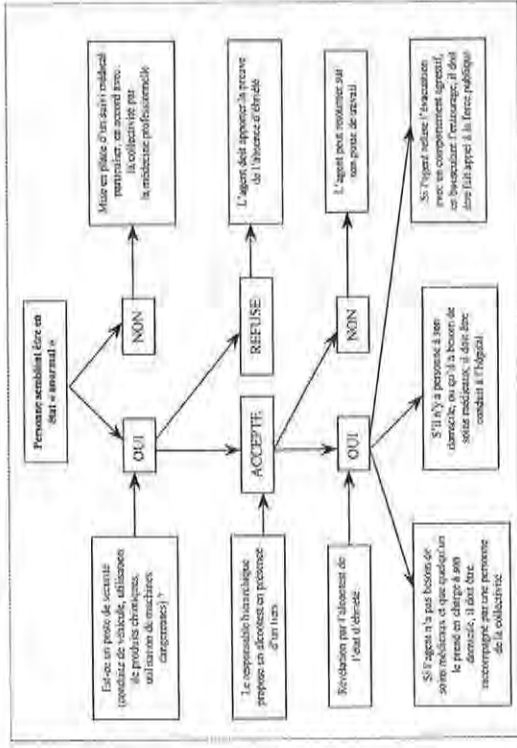 Personne semblant être en
état « anormal »
Est-ce un poste de sécurité
(conduite de véhicule, utilisation
de produits chimiques,
utilisation de machines
dangereuses) ?
OUI
NON
Mise en place d'un suivi médical
particulier, en accord avec :
la collectivité par
la médecine professionnelle
Le responsable hiérarchique
propose un alcootest en présence
d'un tiers
ACCEPTE
REFUSE
L'agent doit apporter la preuve
de l'absence d'ébriété
Révélation par l'alcootest de
l'état d'ébriété
OUI
NON
L'agent peut retourner sur
son poste de travail
Si l'agent n'a pas besoin de
soins médicaux et que quelqu'un
le prend en charge à son
domicile, il doit être
raccompagné par une personne
de la collectivité
S'il n'y a personne à son
domicile, ou qu'il a besoin de
soins médicaux, il doit être
conduit à l'hôpital
Si l'agent refuse l'évacuation
avec un comportement agressif,
en bousculant l'entourage, il doit
être fait appel à la force publique